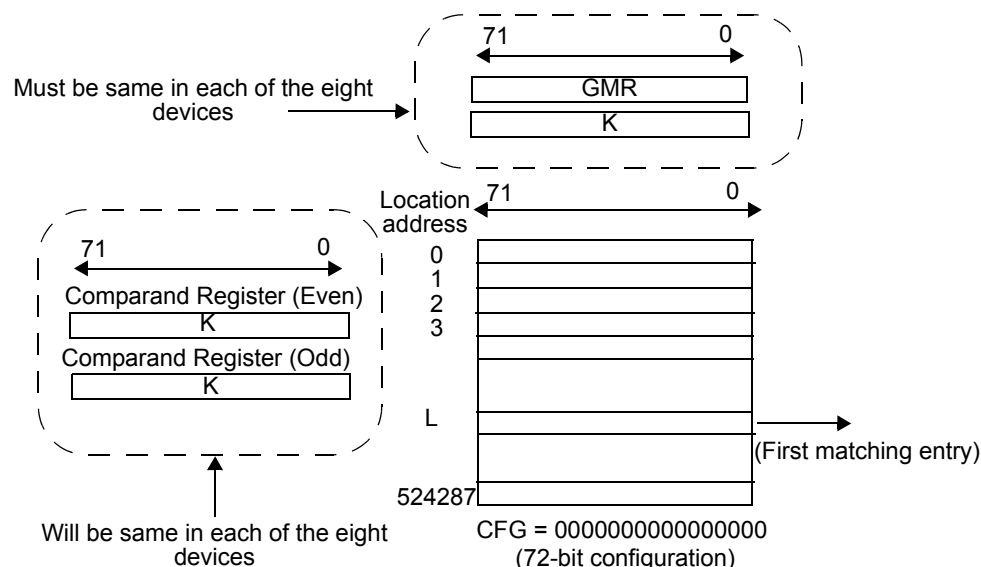 71 0
GMR
K
Must be same in each of the eight
devices
Location
address
71 0
0
1
2
3
L
524287
(First matching entry)
CFG = 0000000000000000
(72-bit configuration)
71 0
Comparand Register (Even)
K
Comparand Register (Odd)
K
Will be same in each of the eight
devices